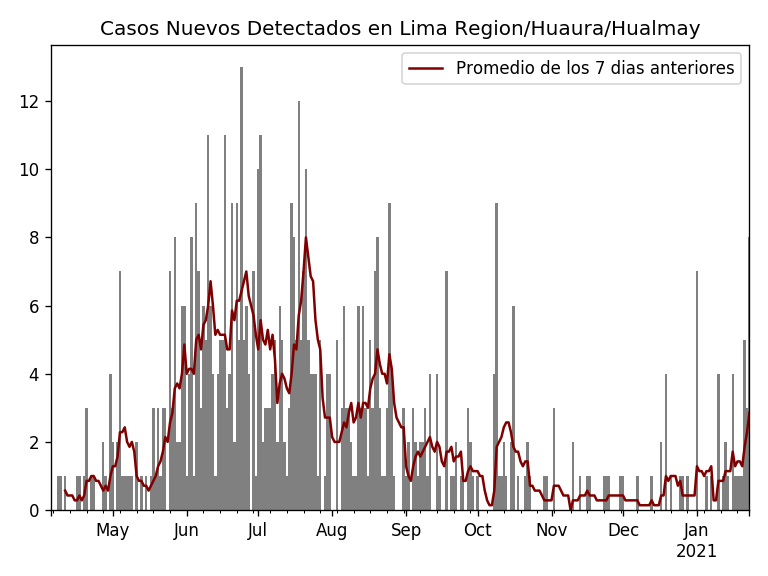 Casos Nuevos Detectados en Lima Region/Huaura/Hualmay
Promedio de los 7 dias anteriores
12
10
8
6
4
2
0
May Jun Jul Aug Sep Oct Nov Dec Jan
2021